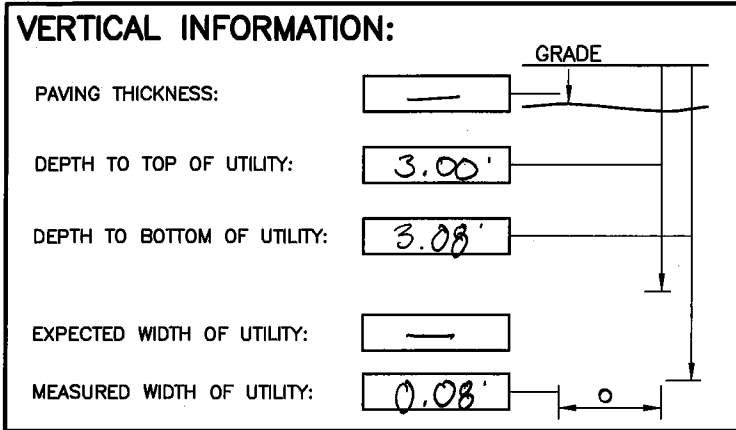 VERTICAL INFORMATION:
GRADE
PAVING THICKNESS: —
DEPTH TO TOP OF UTILITY: 3.00'
DEPTH TO BOTTOM OF UTILITY: 3.08'
EXPECTED WIDTH OF UTILITY: —
MEASURED WIDTH OF UTILITY: 0.08' O